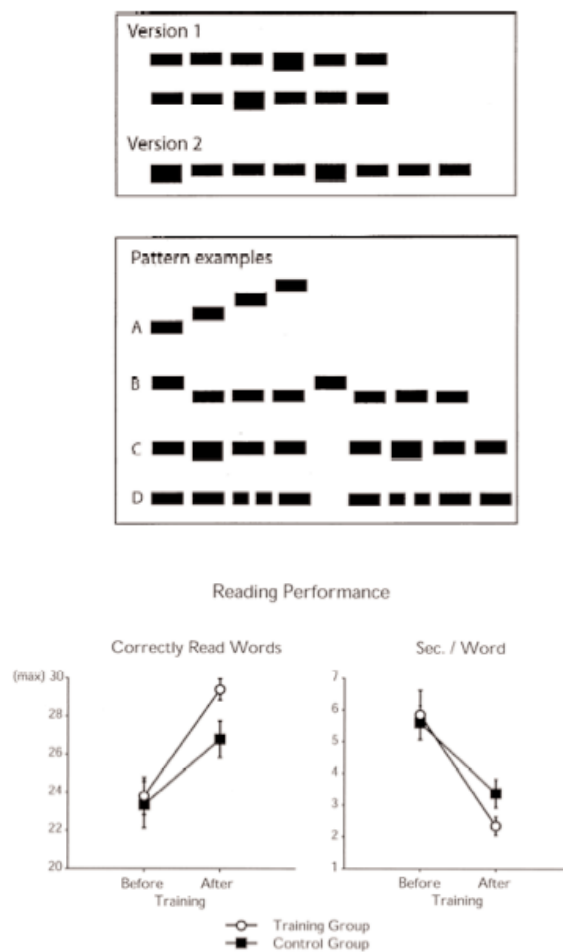 Version 1
Version 2
Pattern examples
A
B
C
D
Reading Performance
Correctly Read Words
Sec. / Word
(max) 30
28
26
24
22
20
7
6
5
4
3
2
1
Before After
Training
Before After
Training
Training Group
Control Group